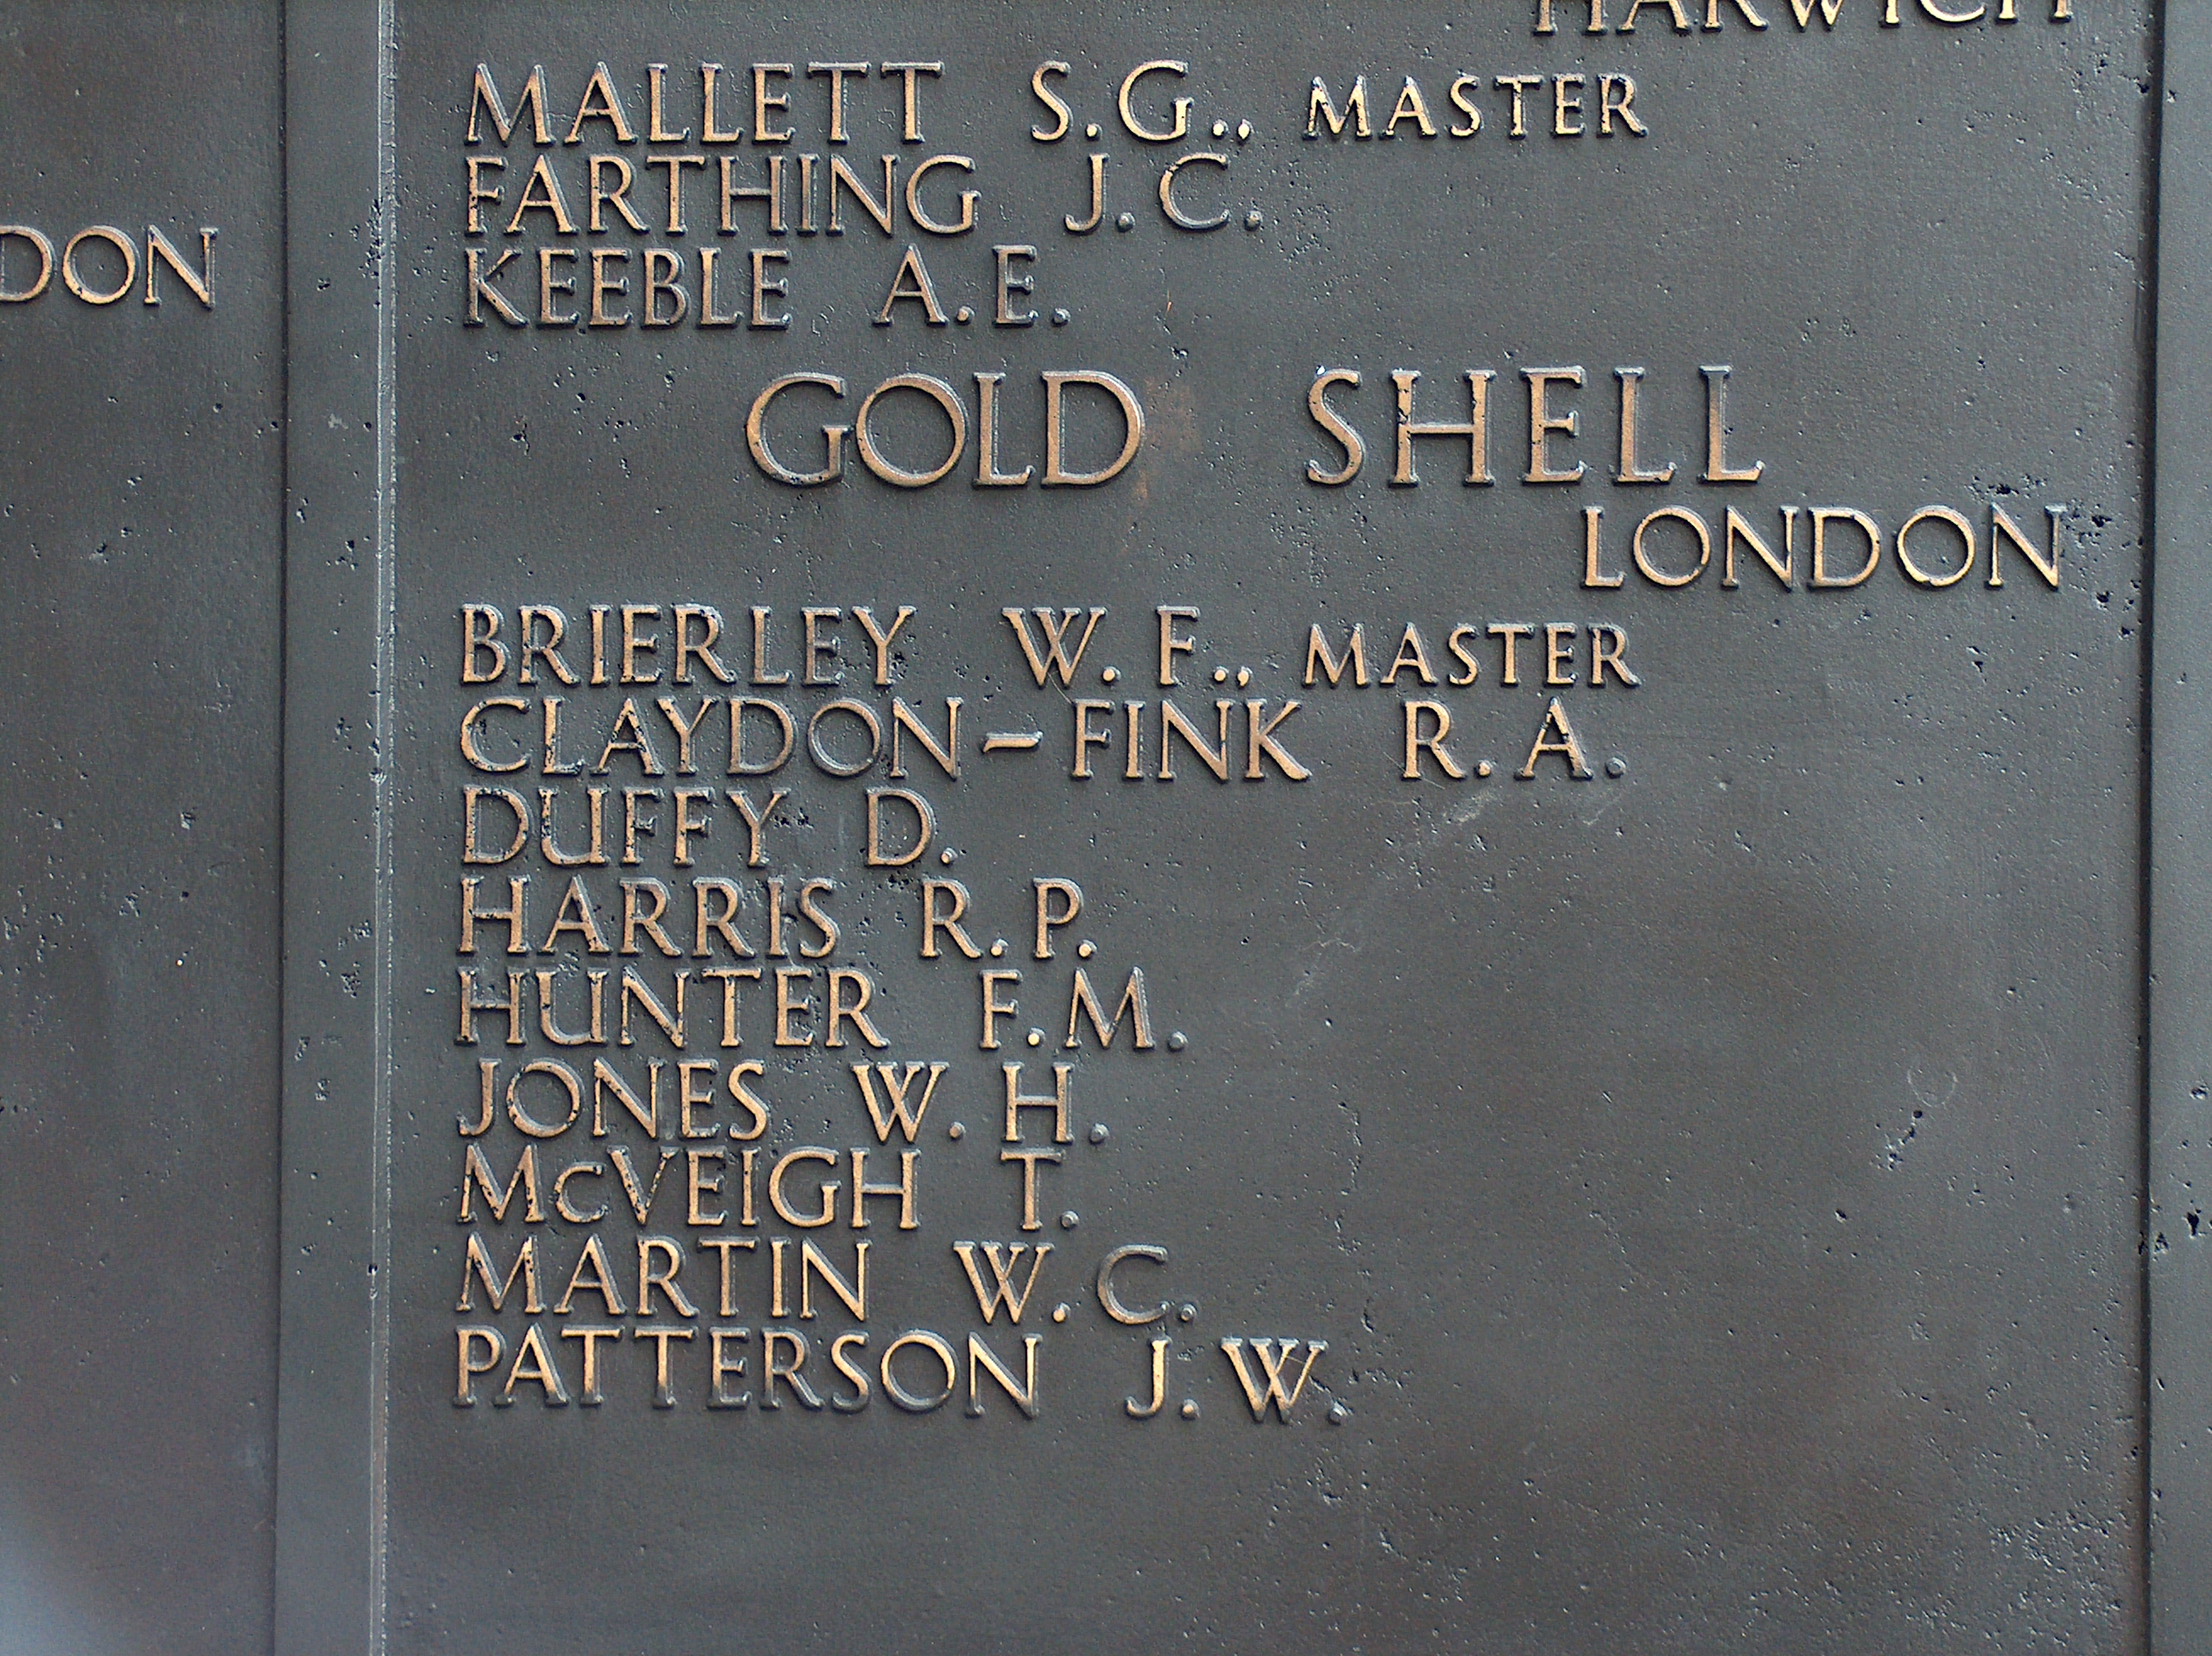 HARWICH
MALLETT S.G., MASTER
FARTHING J.C.
KEEBLE A.E.
GOLD SHELL
LONDON
BRIERLEY W.F., MASTER
CLAYDON-FINK R.A.
DUFFY D.
HARRIS R.P.
HUNTER F.M.
JONES W.H.
McVEIGH T.
MARTIN W.C.
PATTERSON J.W.
DON